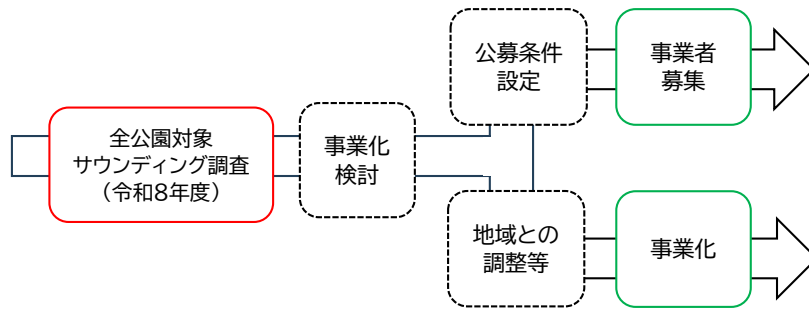 全公園対象
サウンディング調査
（令和8年度）
事業化
検討
公募条件
設定
事業者
募集
地域との
調整等
事業化